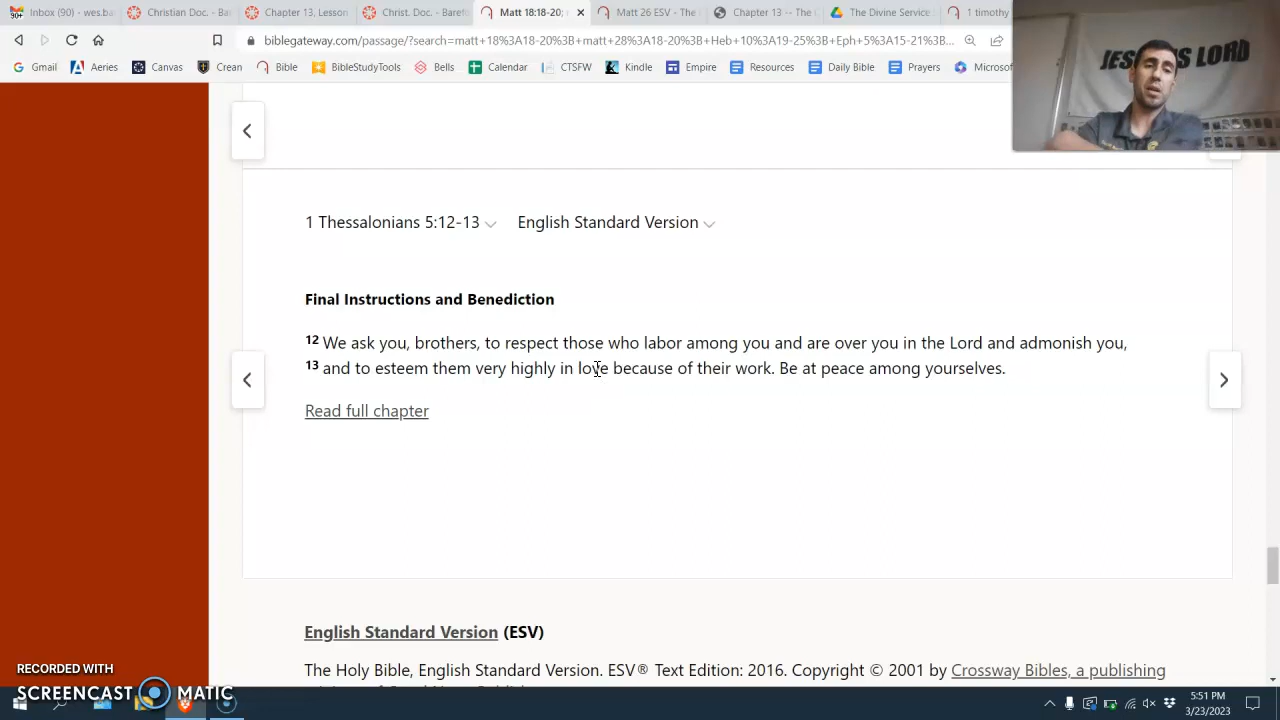 Inbox (90) - wes.ba
Christian Doc. - Bar
Chapter 13, Lesson
Christ. Doc. - Barefi
Matt 18:18-20;
Matt 26 ESV - The
Chapter 13 -- The
The Divine Service
1 timothy
biblegateway.com/passage/?search=matt+18%3A18-20%3B+matt+28%3A18-20%3B+Heb+10%3A19-25%3B+Eph+5%3A15-21%3B...
Gmail
Aeries
Canvas
Crean
Bible
BibleStudyTools
Bells
Calendar
CTSFW
Kickle
Empire
Resources
Daily Bible
Prayers
Microsof
1 Thessalonians 5:12-13
English Standard Version
Final Instructions and Benediction
12 We ask you, brothers, to respect those who labor among you and are over you in the Lord and admonish you,
13 and to esteem them very highly in love because of their work. Be at peace among yourselves.
Read full chapter
English Standard Version (ESV)
The Holy Bible, English Standard Version. ESV® Text Edition: 2016. Copyright © 2001 by Crossway Bibles, a publishing
RECORDED WITH
SCREENCAST MATIC
5:51 PM
3/23/2023